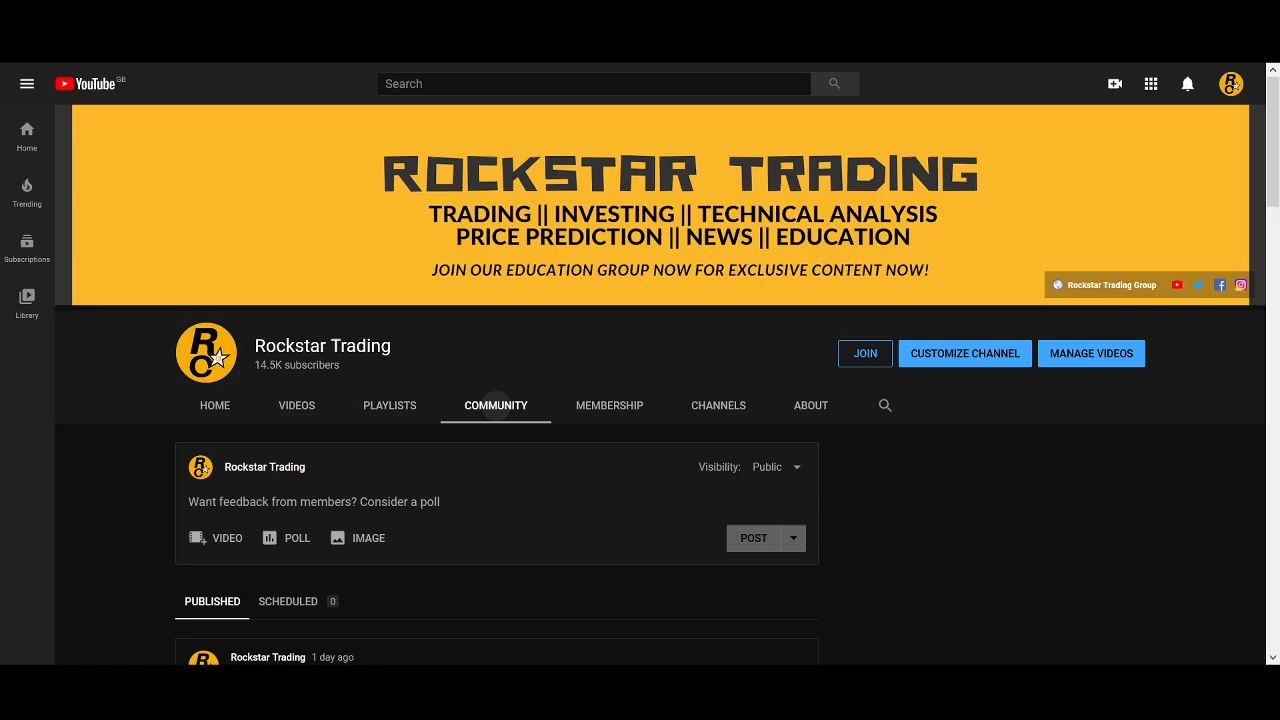 YouTube GB
Search
Home
Trending
Subscriptions
Library
ROCKSTAR TRADING
TRADING || INVESTING || TECHNICAL ANALYSIS
PRICE PREDICTION || NEWS || EDUCATION
JOIN OUR EDUCATION GROUP NOW FOR EXCLUSIVE CONTENT NOW!
Rockstar Trading Group
Rockstar Trading
14.5K subscribers
JOIN
CUSTOMIZE CHANNEL
MANAGE VIDEOS
HOME VIDEOS PLAYLISTS COMMUNITY MEMBERSHIP CHANNELS ABOUT
Rockstar Trading
Visibility: Public
Want feedback from members? Consider a poll
VIDEO POLL IMAGE
POST
PUBLISHED SCHEDULED 0
Rockstar Trading 1 day ago